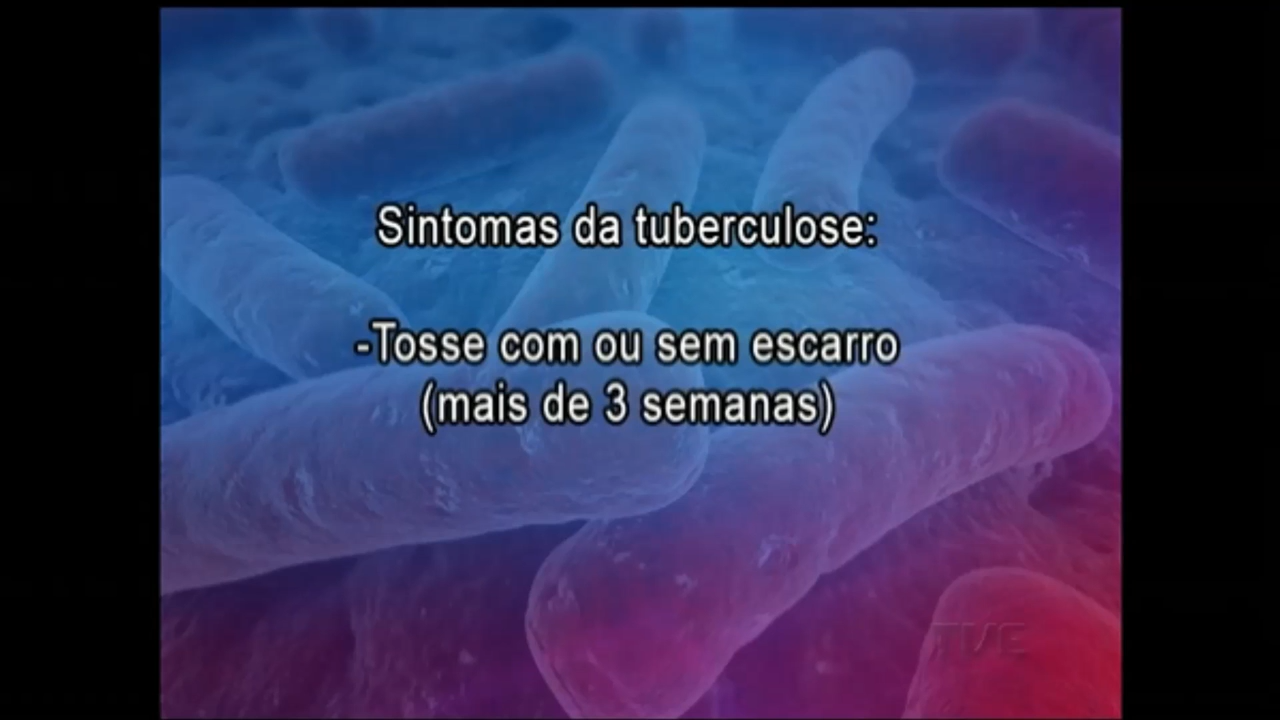 Sintomas da tuberculose:
-Tosse com ou sem escarro
(mais de 3 semanas)
TVE